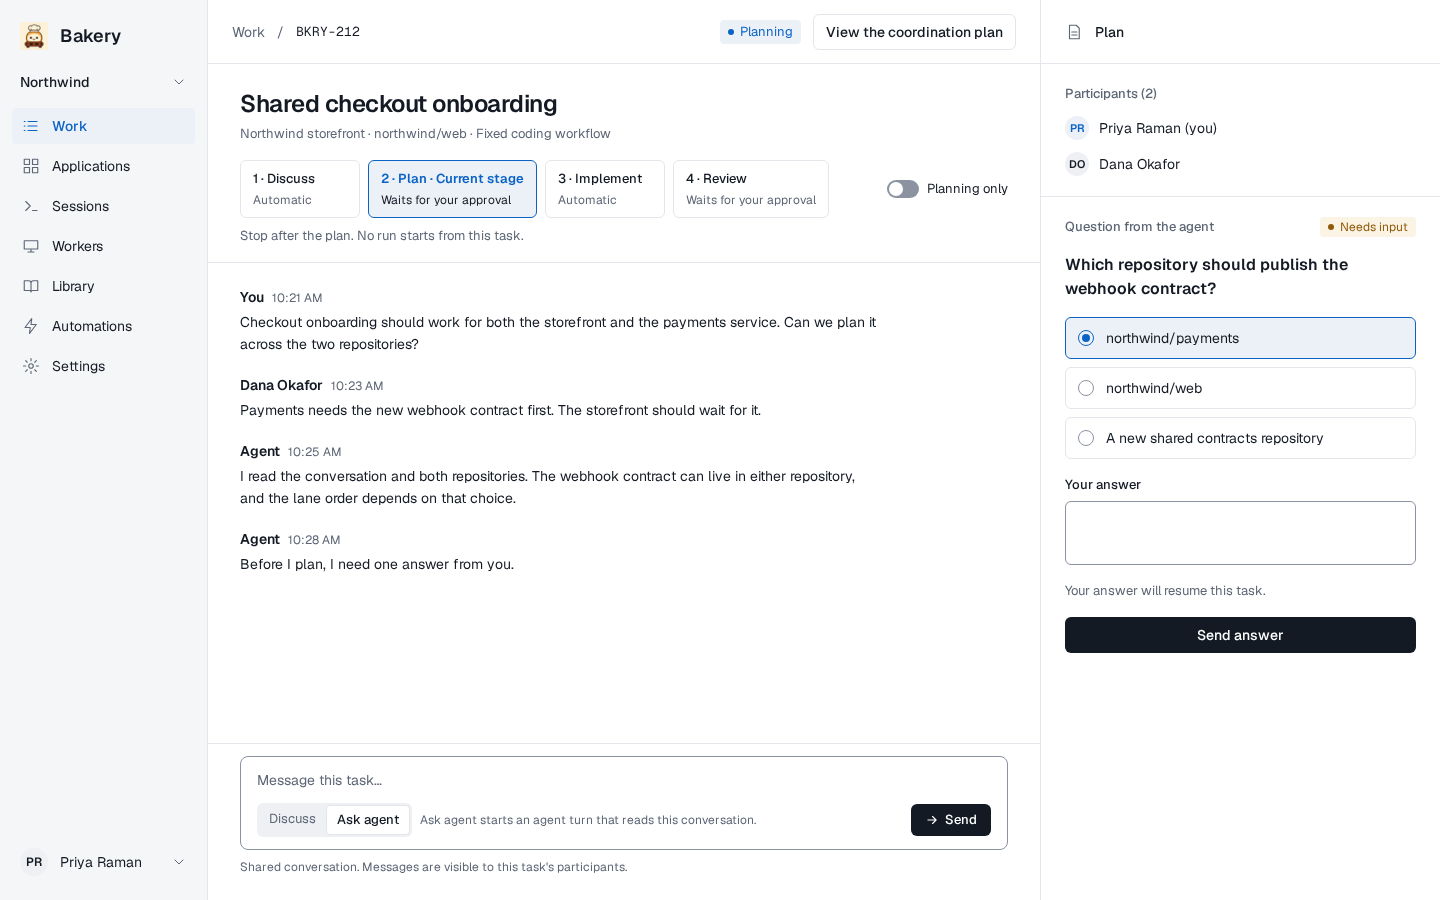 Bakery
Northwind
Work
Applications
Sessions
Workers
Library
Automations
Settings
PR Priya Raman
Work / BKRY-212
Planning
View the coordination plan
Shared checkout onboarding
Northwind storefront · northwind/web · Fixed coding workflow
1 · Discuss
Automatic
2 · Plan · Current stage
Waits for your approval
3 · Implement
Automatic
4 · Review
Waits for your approval
Planning only
Stop after the plan. No run starts from this task.
You 10:21 AM
Checkout onboarding should work for both the storefront and the payments service. Can we plan it
across the two repositories?
Dana Okafor 10:23 AM
Payments needs the new webhook contract first. The storefront should wait for it.
Agent 10:25 AM
I read the conversation and both repositories. The webhook contract can live in either repository,
and the lane order depends on that choice.
Agent 10:28 AM
Before I plan, I need one answer from you.
Message this task...
Discuss
Ask agent
Ask agent starts an agent turn that reads this conversation.
→ Send
Shared conversation. Messages are visible to this task's participants.
Plan
Participants (2)
PR Priya Raman (you)
DO Dana Okafor
Question from the agent
Needs input
Which repository should publish the
webhook contract?
northwind/payments
northwind/web
A new shared contracts repository
Your answer
Your answer will resume this task.
Send answer